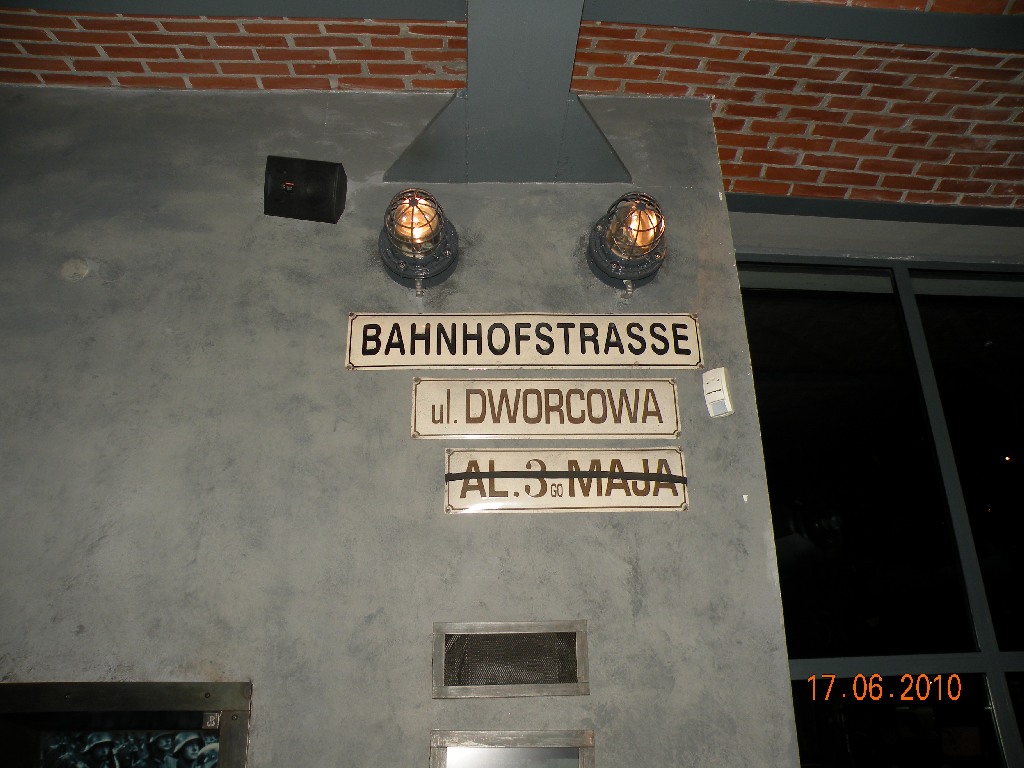 BAHNHOFSTRASSE
ul. DWORCOWA
AL. 3 GO MAJA
17.06.2010